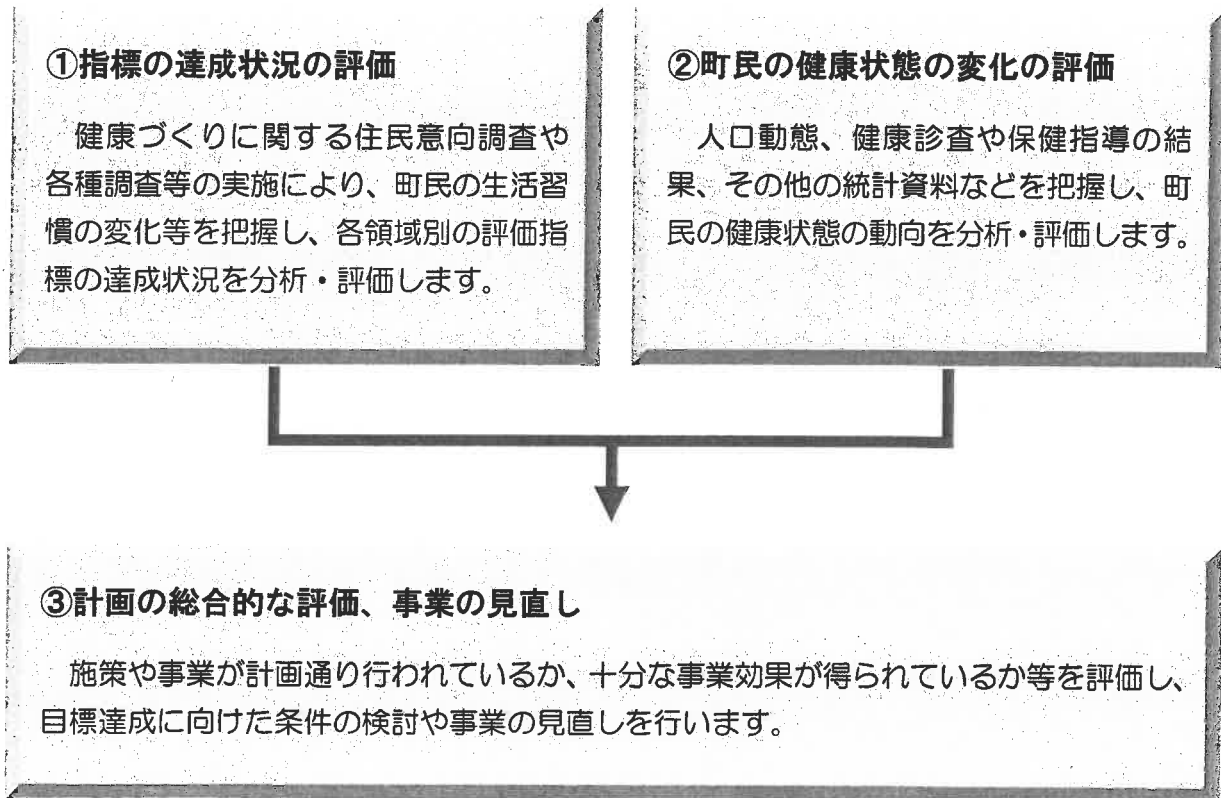 ①指標の達成状況の評価
健康づくりに関する住民意向調査や
各種調査等の実施により、町民の生活習
慣の変化等を把握し、各領域別の評価指
標の達成状況を分析・評価します。
②町民の健康状態の変化の評価
人口動態、健康診査や保健指導の結
果、その他の統計資料などを把握し、町
民の健康状態の動向を分析・評価します。
③計画の総合的な評価、事業の見直し
施策や事業が計画通り行われているか、十分な事業効果が得られているか等を評価し、
目標達成に向けた条件の検討や事業の見直しを行います。